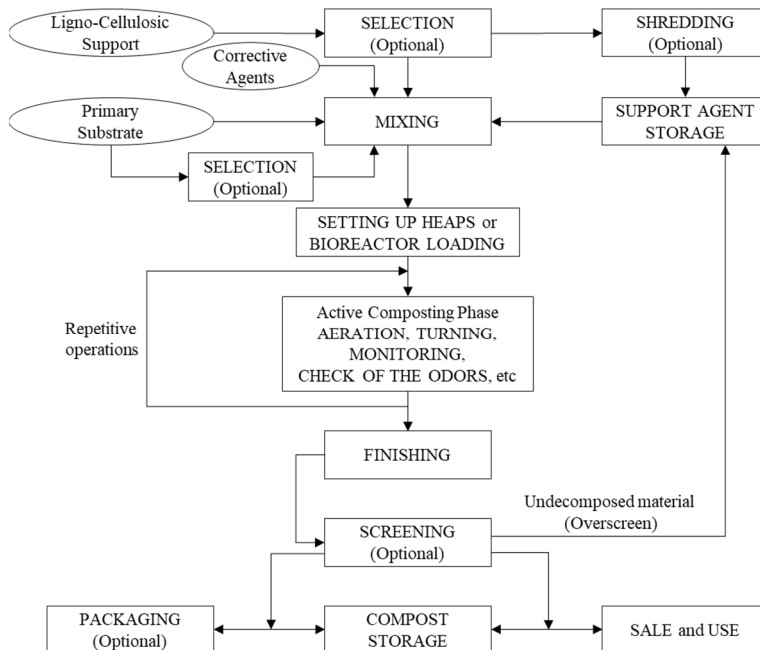 Ligno-Cellulosic
Support
SELECTION
(Optional)
SHREDDING
(Optional)
Corrective
Agents
Primary
Substrate
MIXING
SUPPORT AGENT
STORAGE
SELECTION
(Optional)
SETTING UP HEAPS or
BIOREACTOR LOADING
Repetitive
operations
Active Composting Phase
AERATION, TURNING,
MONITORING,
CHECK OF THE ODORS, etc
FINISHING
Undecomposed material
(Overscreen)
SCREENING
(Optional)
PACKAGING
(Optional)
COMPOST
STORAGE
SALE and USE